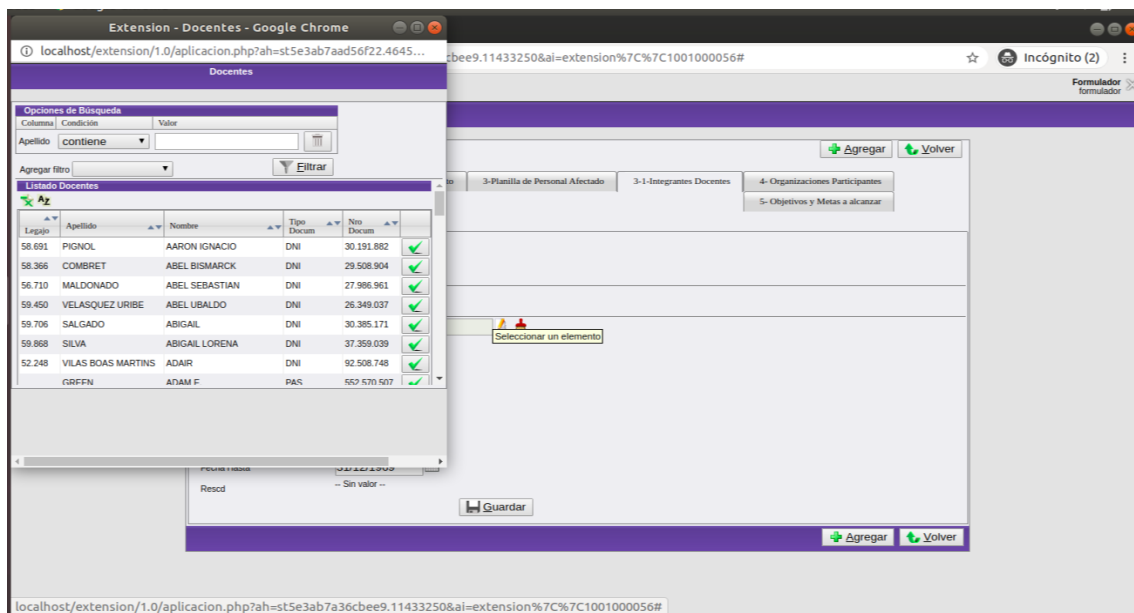 Extension - Docentes - Google Chrome
localhost/extension/1.0/aplicacion.php?ah=st5e3ab7aad56f22.4645...
cbee9.11433250&ai=extension%7C%7C1001000056#
Incógnito (2)
Formulador
formulador
Docentes
Opciones de Búsqueda
Columna Condición Valor
Apellido contiene
Agregar filtro Filtrar
Agregar Volver
3-Planilla de Personal Afectado 3-1-Integrantes Docentes 4- Organizaciones Participantes
5- Objetivos y Metas a alcanzar
Listado Docentes
Legajo Apellido Nombre Tipo Docum Nro Docum
58.691 PIGNOL AARON IGNACIO DNI 30.191.882
58.366 COMBRET ABEL BISMARCK DNI 29.508.904
56.710 MALDONADO ABEL SEBASTIAN DNI 27.986.961
59.450 VELASQUEZ URIBE ABEL UBALDO DNI 26.349.037
59.706 SALGADO ABIGAIL DNI 30.385.171
59.868 SILVA ABIGAIL LORENA DNI 37.359.039
52.248 VILAS BOAS MARTINS ADAIR DNI 92.508.748
GREEN ADAM E. PAS 552.570.507
Seleccionar un elemento
Fecha Hasta
Rescd -- Sin valor --
Guardar
Agregar Volver
localhost/extension/1.0/aplicacion.php?ah=st5e3ab7a36cbee9.11433250&ai=extension%7C%7C1001000056#